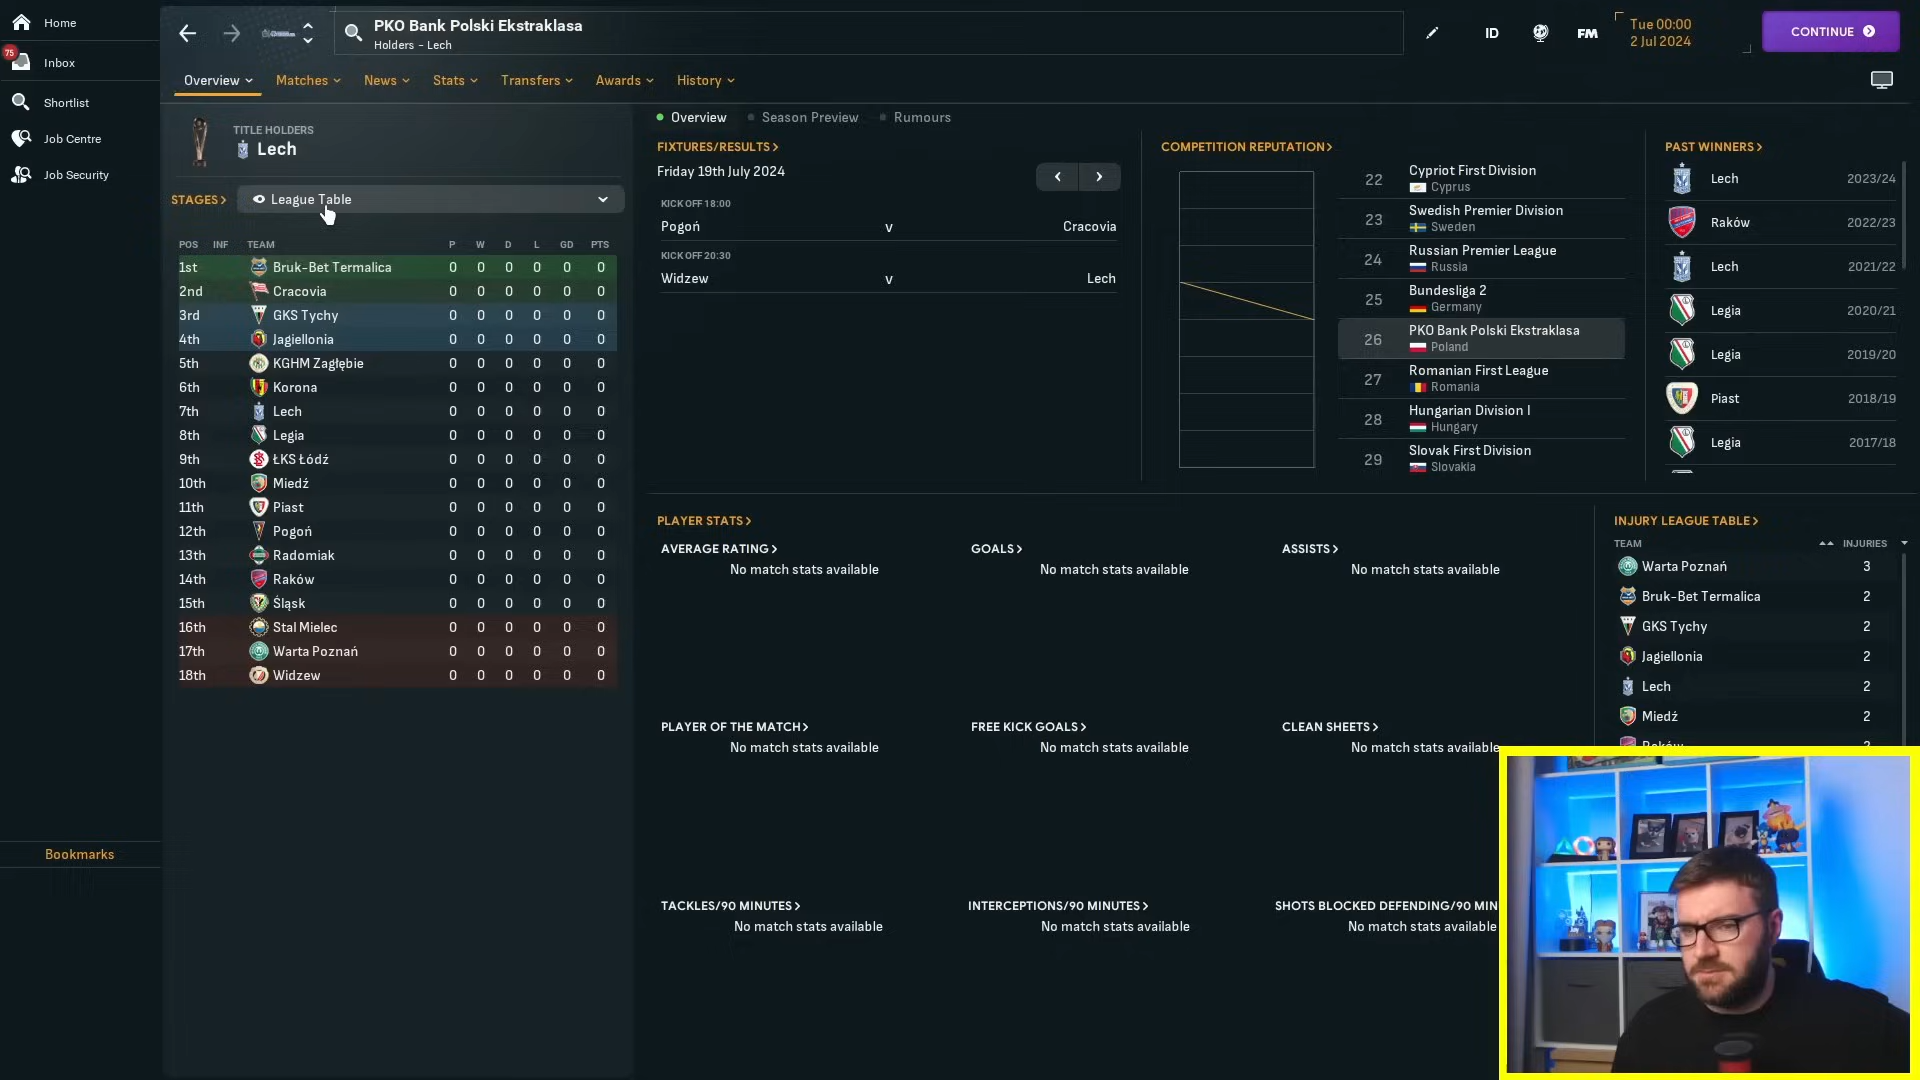 Home
75
Inbox
Shortlist
Job Centre
Job Security
Bookmarks
PKO Bank Polski Ekstraklasa
Holders - Lech
ID
FM
Tue 00:00
2 Jul 2024
CONTINUE
Overview
Matches
News
Stats
Transfers
Awards
History
TITLE HOLDERS
Lech
STAGES
League Table
POS INF TEAM P W D L GD PTS
1st Bruk-Bet Termalica 0 0 0 0 0 0
2nd Cracovia 0 0 0 0 0 0
3rd GKS Tychy 0 0 0 0 0 0
4th Jagiellonia 0 0 0 0 0 0
5th KGHM Zagłębie 0 0 0 0 0 0
6th Korona 0 0 0 0 0 0
7th Lech 0 0 0 0 0 0
8th Legia 0 0 0 0 0 0
9th ŁKS Łódź 0 0 0 0 0 0
10th Miedź 0 0 0 0 0 0
11th Piast 0 0 0 0 0 0
12th Pogoń 0 0 0 0 0 0
13th Radomiak 0 0 0 0 0 0
14th Raków 0 0 0 0 0 0
15th Śląsk 0 0 0 0 0 0
16th Stal Mielec 0 0 0 0 0 0
17th Warta Poznań 0 0 0 0 0 0
18th Widzew 0 0 0 0 0 0
Overview
Season Preview
Rumours
FIXTURES/RESULTS
Friday 19th July 2024
KICK OFF 18:00
Pogoń v Cracovia
KICK OFF 20:30
Widzew v Lech
COMPETITION REPUTATION
22 Cypriot First Division
Cyprus
23 Swedish Premier Division
Sweden
24 Russian Premier League
Russia
25 Bundesliga 2
Germany
26 PKO Bank Polski Ekstraklasa
Poland
27 Romanian First League
Romania
28 Hungarian Division I
Hungary
29 Slovak First Division
Slovakia
PAST WINNERS
Lech 2023/24
Raków 2022/23
Lech 2021/22
Legia 2020/21
Legia 2019/20
Piast 2018/19
Legia 2017/18
PLAYER STATS
AVERAGE RATING
No match stats available
GOALS
No match stats available
ASSISTS
No match stats available
PLAYER OF THE MATCH
No match stats available
FREE KICK GOALS
No match stats available
CLEAN SHEETS
No match stats available
TACKLES/90 MINUTES
No match stats available
INTERCEPTIONS/90 MINUTES
No match stats available
SHOTS BLOCKED DEFENDING/90 MIN
No match stats available
INJURY LEAGUE TABLE
TEAM INJURIES
Warta Poznań 3
Bruk-Bet Termalica 2
GKS Tychy 2
Jagiellonia 2
Lech 2
Miedź 2
Raków 2